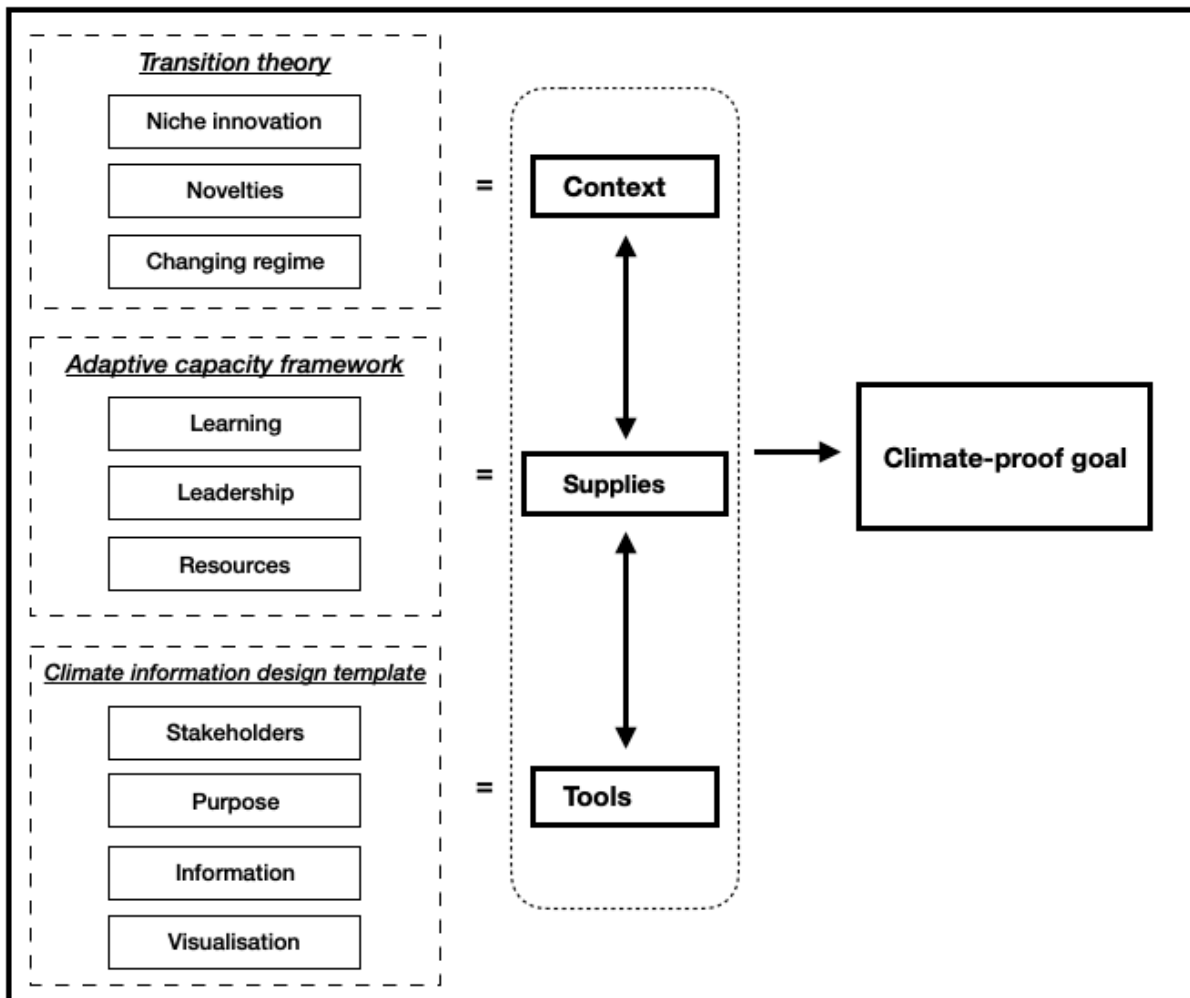 Transition theory
Niche innovation
Novelties
Changing regime
=
Context
Adaptive capacity framework
Learning
Leadership
Resources
=
Supplies
Climate-proof goal
Climate information design template
Stakeholders
Purpose
Information
Visualisation
=
Tools